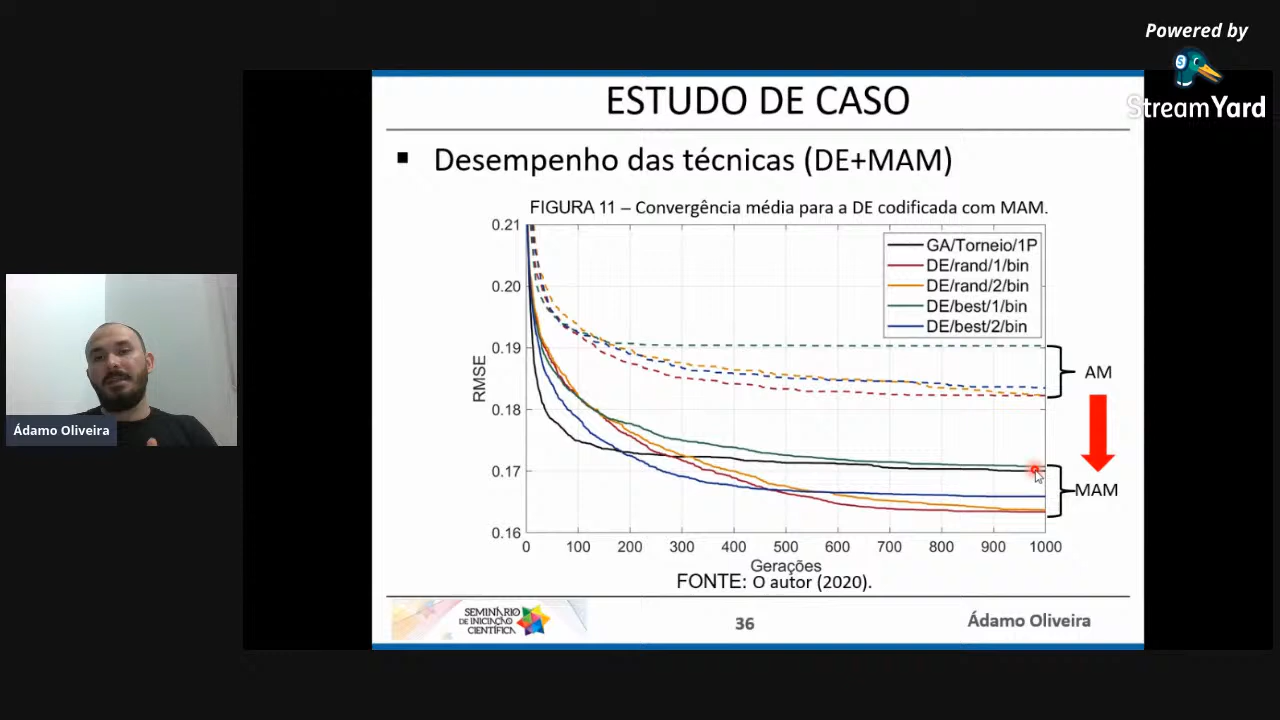 Powered by
StreamYard
ESTUDO DE CASO
▪ Desempenho das técnicas (DE+MAM)
FIGURA 11 – Convergência média para a DE codificada com MAM.
0.21
0.20
0.19
0.18
0.17
0.16
RMSE
GA/Torneio/1P
DE/rand/1/bin
DE/rand/2/bin
DE/best/1/bin
DE/best/2/bin
AM
MAM
0 100 200 300 400 500 600 700 800 900 1000
Gerações
FONTE: O autor (2020).
SEMINÁRIO
DE INICIAÇÃO
CIENTÍFICA
36
Ádamo Oliveira
Ádamo Oliveira